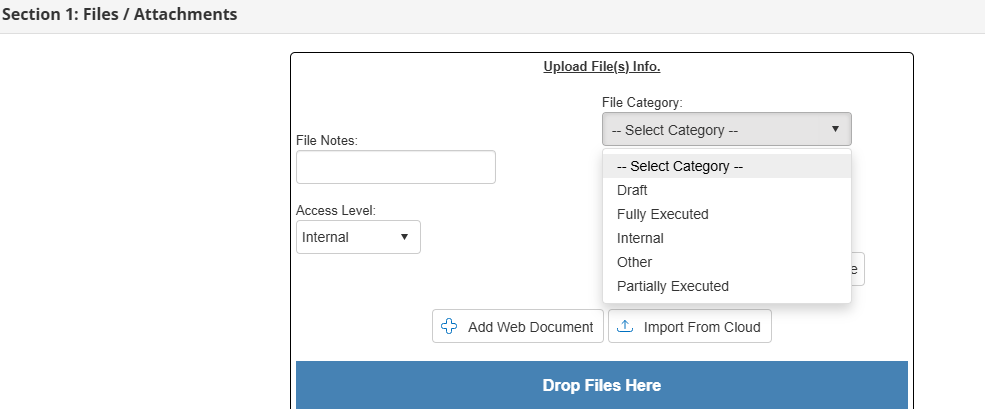 Section 1: Files / Attachments
Upload File(s) Info.
File Category:
-- Select Category --
File Notes:
-- Select Category --
Draft
Access Level:
Fully Executed
Internal
Internal
Other
Partially Executed
Add Web Document
Import From Cloud
Drop Files Here